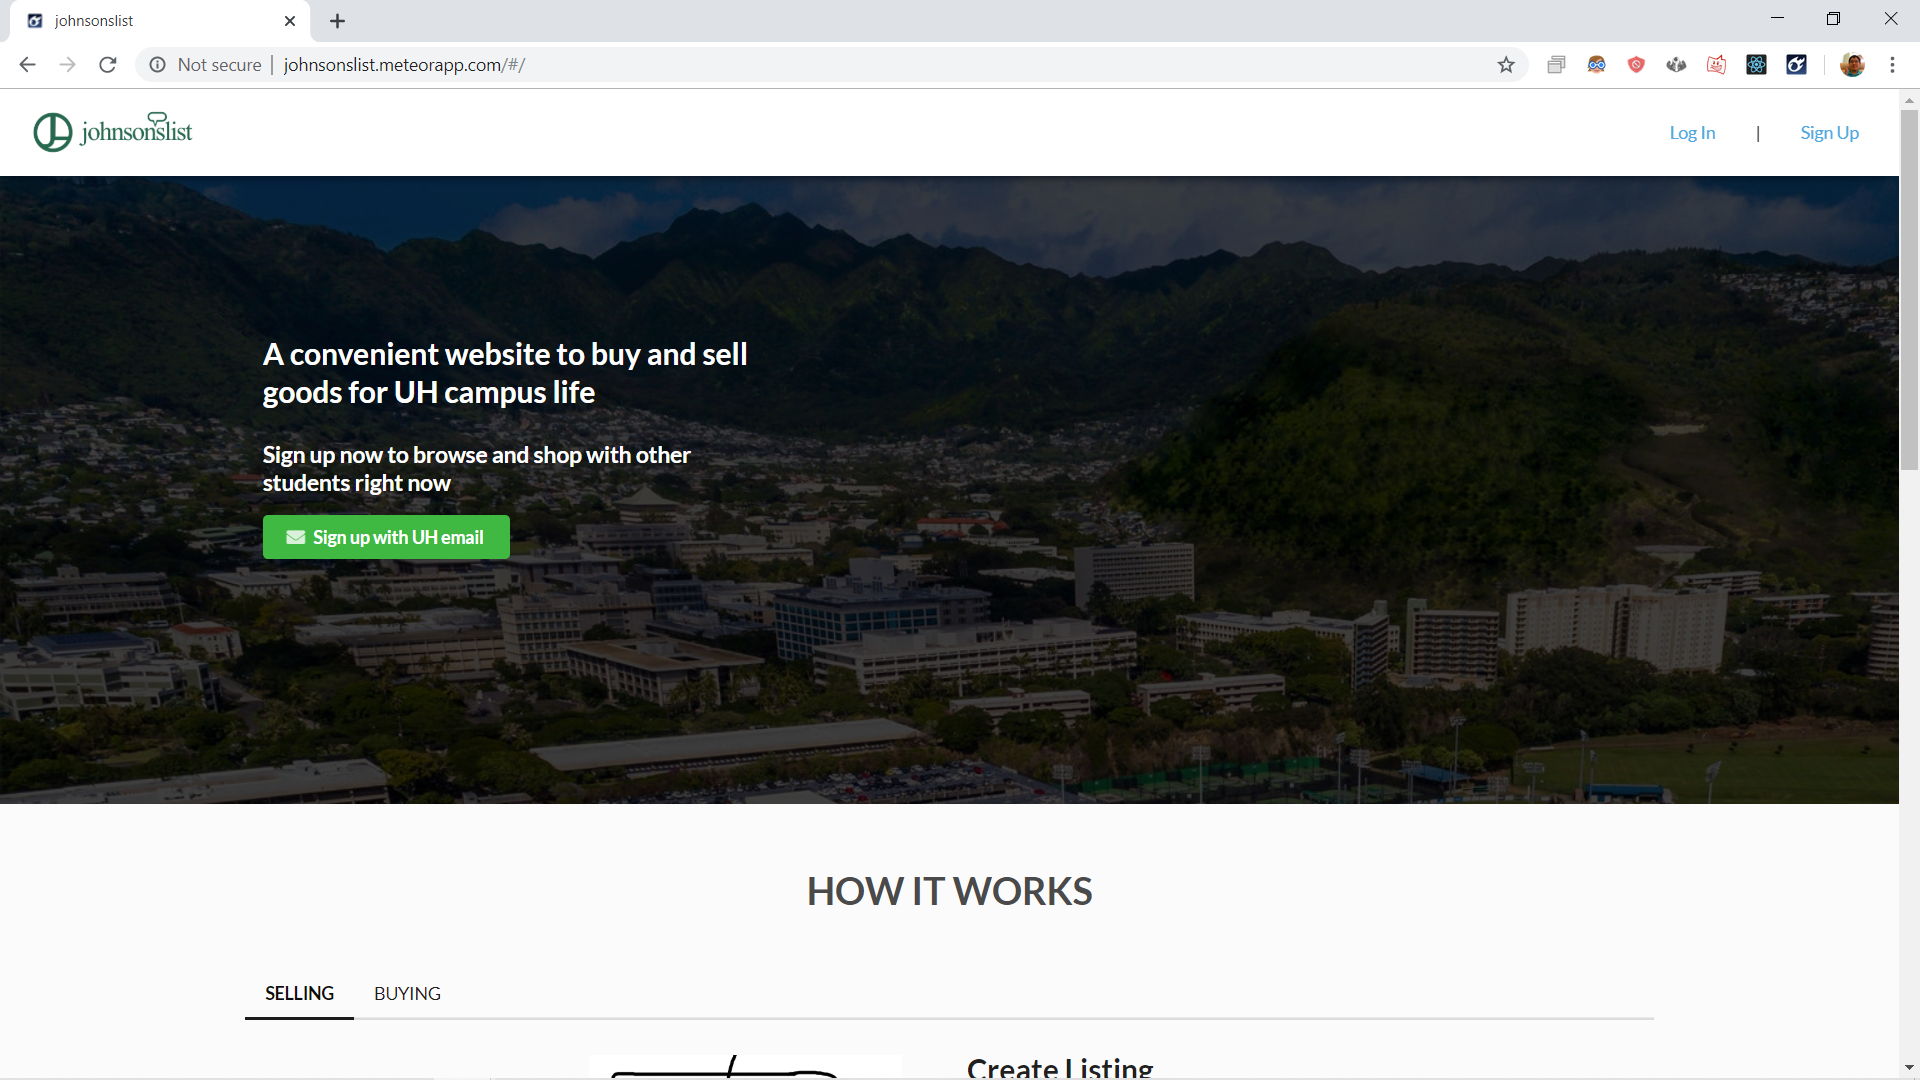 johnsonslist
Not secure | johnsonslist.meteorapp.com/#/
johnsonslist
Log In | Sign Up
A convenient website to buy and sell
goods for UH campus life
Sign up now to browse and shop with other
students right now
Sign up with UH email
HOW IT WORKS
SELLING BUYING
Create Listing